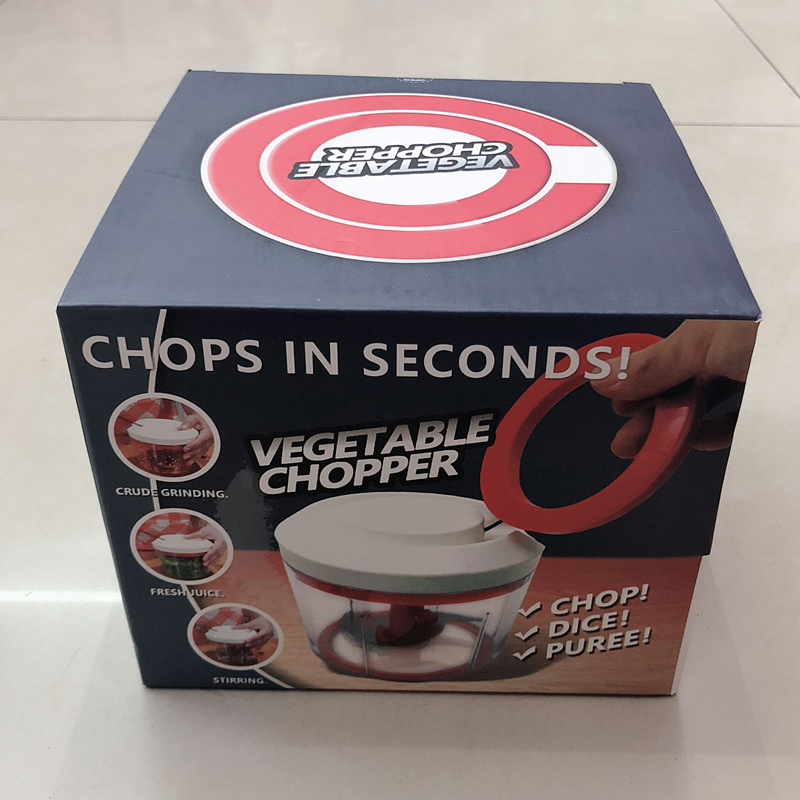 VEGETABLE
CHOPPER
CHOPS IN SECONDS!
VEGETABLE
CHOPPER
CRUDE GRINDING.
FRESH JUICE.
STIRRING.
CHOP!
DICE!
PUREE!